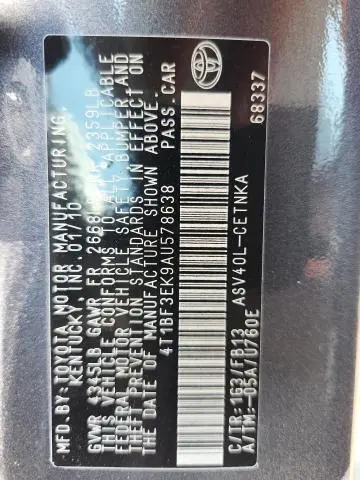 MFD. BY: TOYOTA MOTOR MANUFACTURING,
KENTUCKY, INC. 01/10
GVWR 4345LB GAWR FR 2668LB RR 2359LB
THIS VEHICLE CONFORMS TO ALL APPLICABLE
FEDERAL MOTOR VEHICLE SAFETY, BUMPER, AND
THEFT PREVENTION STANDARDS IN EFFECT ON
THE DATE OF MANUFACTURE SHOWN ABOVE.
4T1BF3EK9AU578638 PASS.CAR
ASV40L-CETNKA
C/TR:1G3/FB13
A/TM:-05A/U760E
68337
TOYOTA